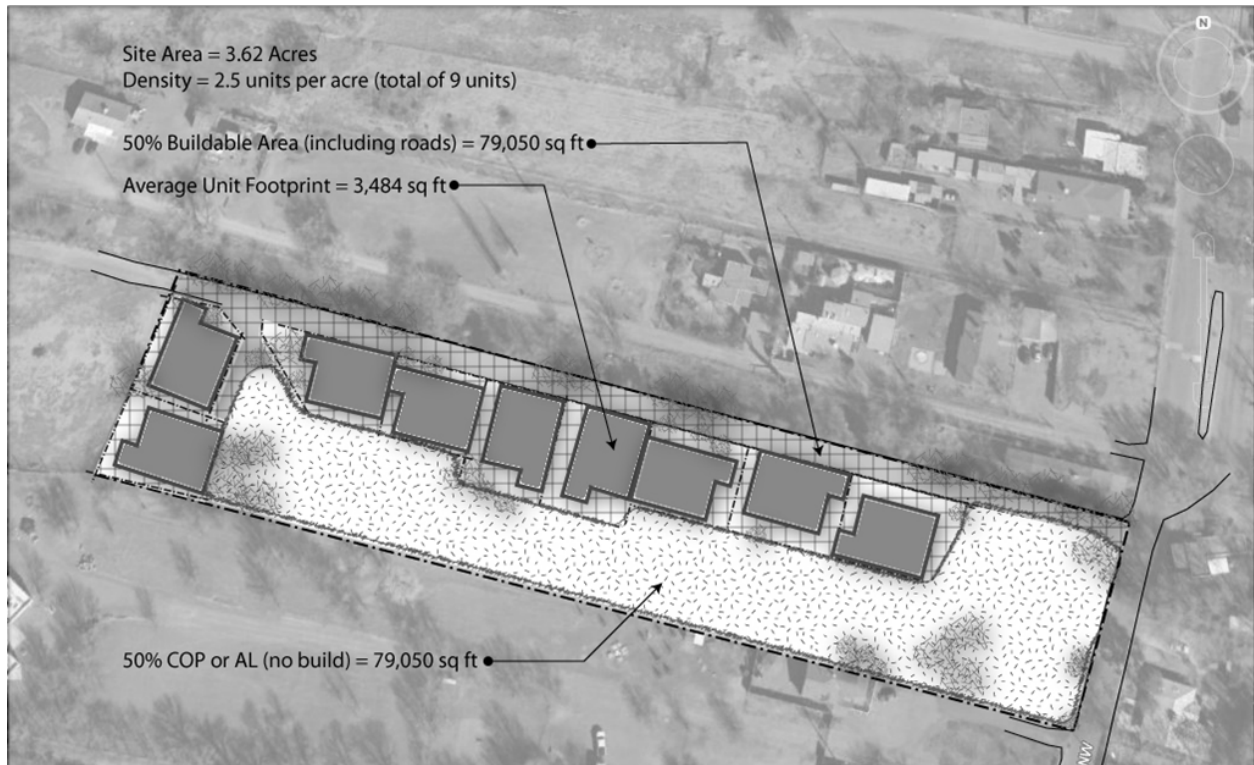 N
Site Area = 3.62 Acres
Density = 2.5 units per acre (total of 9 units)
50% Buildable Area (including roads) = 79,050 sq ft
Average Unit Footprint = 3,484 sq ft
50% COP or AL (no build) = 79,050 sq ft
NW